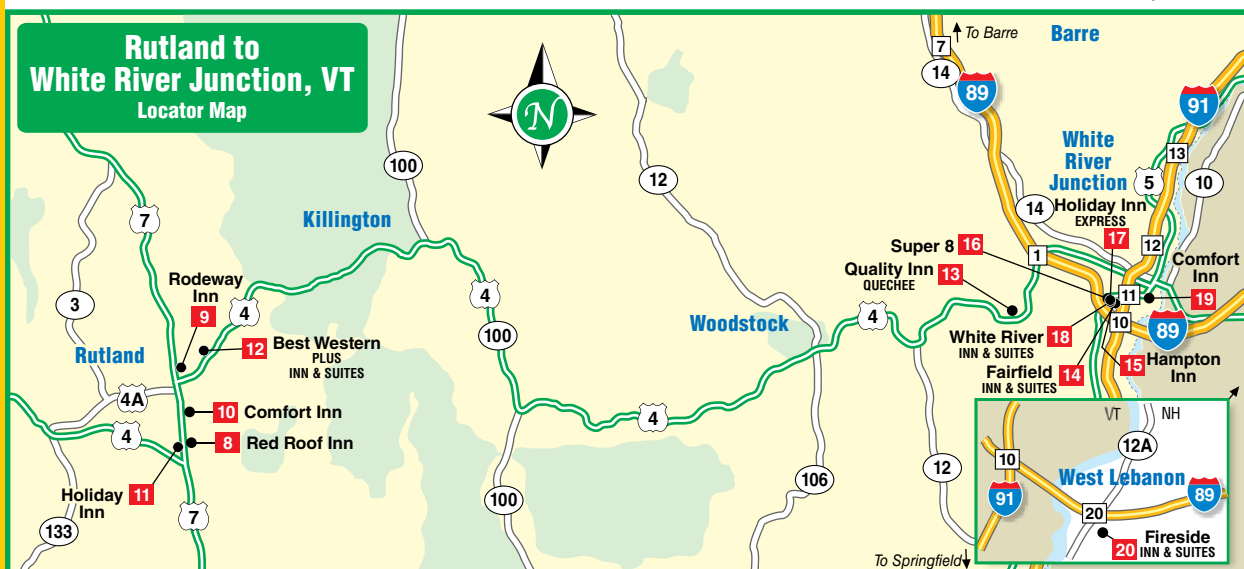 Rutland to
White River Junction, VT
Locator Map
N
To Barre
Barre
7
14
89
91
13
White
River
Junction
5
10
100
12
14
Holiday Inn
EXPRESS
17
12
Killington
7
Super 8 16
1
Comfort
Inn
19
Quality Inn 13
QUECHEE
11
Rodeway
Inn
9
3
4
4
100
4
Woodstock
White River 18
INN & SUITES
10
89
Rutland
12 Best Western
PLUS
INN & SUITES
Fairfield 14
INN & SUITES
15 Hampton
Inn
4A
10 Comfort Inn
4
4
8 Red Roof Inn
Holiday 11
Inn
7
133
100
106
12
To Springfield
VT
NH
12A
10
West Lebanon
91
89
20
Fireside
20 INN & SUITES